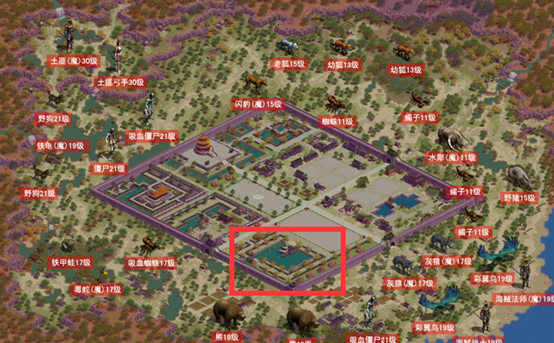 土匪(魔)30级
老狐15级
幼狐13级
幼狐13级
土匪弓手30级
闪豹(魔)15级
野狗21级
蝎子11级
蜘蛛11级
吸血僵尸21级
铁龟(魔)19级
水犀(魔)11级
僵尸21级
野狗21级
蝎子11级
野猪15级
蝎子11级
铁甲蛙17级
吸血蜘蛛17级
灰狼(魔)17级
彩翼鸟19级
毒蛇(魔)17级
灰狼(魔)17级
海贼法师(魔)19级
彩翼鸟19级
熊19级
吸血僵尸21级